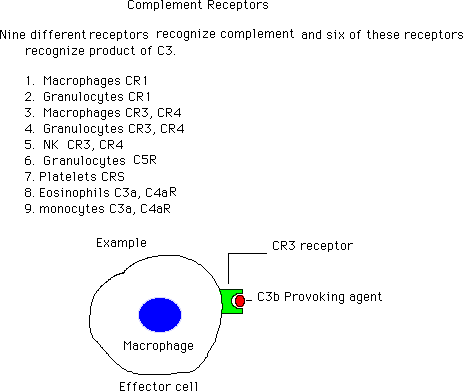 Complement Receptors
Nine different receptors recognize complement and six of these receptors
recognize product of C3.
1. Macrophages CR1
2. Granulocytes CR1
3. Macrophages CR3, CR4
4. Granulocytes CR3, CR4
5. NK CR3, CR4
6. Granulocytes C5R
7. Platelets CRS
8. Eosinophils C3a, C4aR
9. monocytes C3a, C4aR
Example
CR3 receptor
C3b Provoking agent
Macrophage
Effector cell